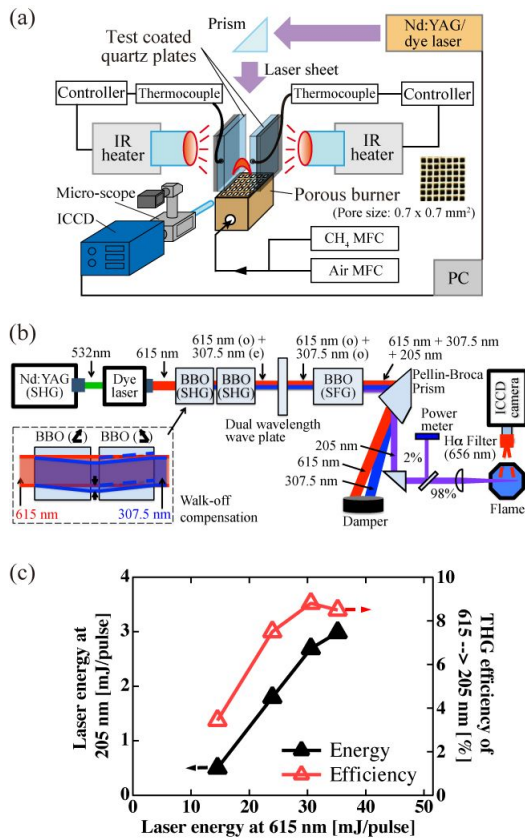 (a)
Prism
Nd:YAG/
dye laser
Test coated
quartz plates
Laser sheet
Controller
Thermocouple
Thermocouple
Controller
IR
heater
IR
heater
Micro-scope
ICCD
Porous burner
(Pore size: 0.7 x 0.7 mm²)
CH₄ MFC
Air MFC
PC
(b)
532nm
615 nm
615 nm (o) +
307.5 nm (e)
615 nm (o) +
307.5 nm (o)
615 nm + 307.5 nm
+ 205 nm
Nd:YAG
(SHG)
Dye
laser
BBO
(SHG)
BBO
(SHG)
BBO
(SFG)
Pellin-Broca
Prism
Dual wavelength
wave plate
ICCD
camera
Power
meter
Hα Filter
(656 nm)
BBO
BBO
205 nm
2%
615 nm
307.5 nm
98%
Walk-off
compensation
615 nm
307.5 nm
Damper
Flame
(c)
Laser energy at
205 nm [mJ/pulse]
4
3
2
1
0
10
8
6
4
2
0
THG efficiency of
615 --> 205 nm [%]
Energy
Efficiency
0 10 20 30 40 50
Laser energy at 615 nm [mJ/pulse]